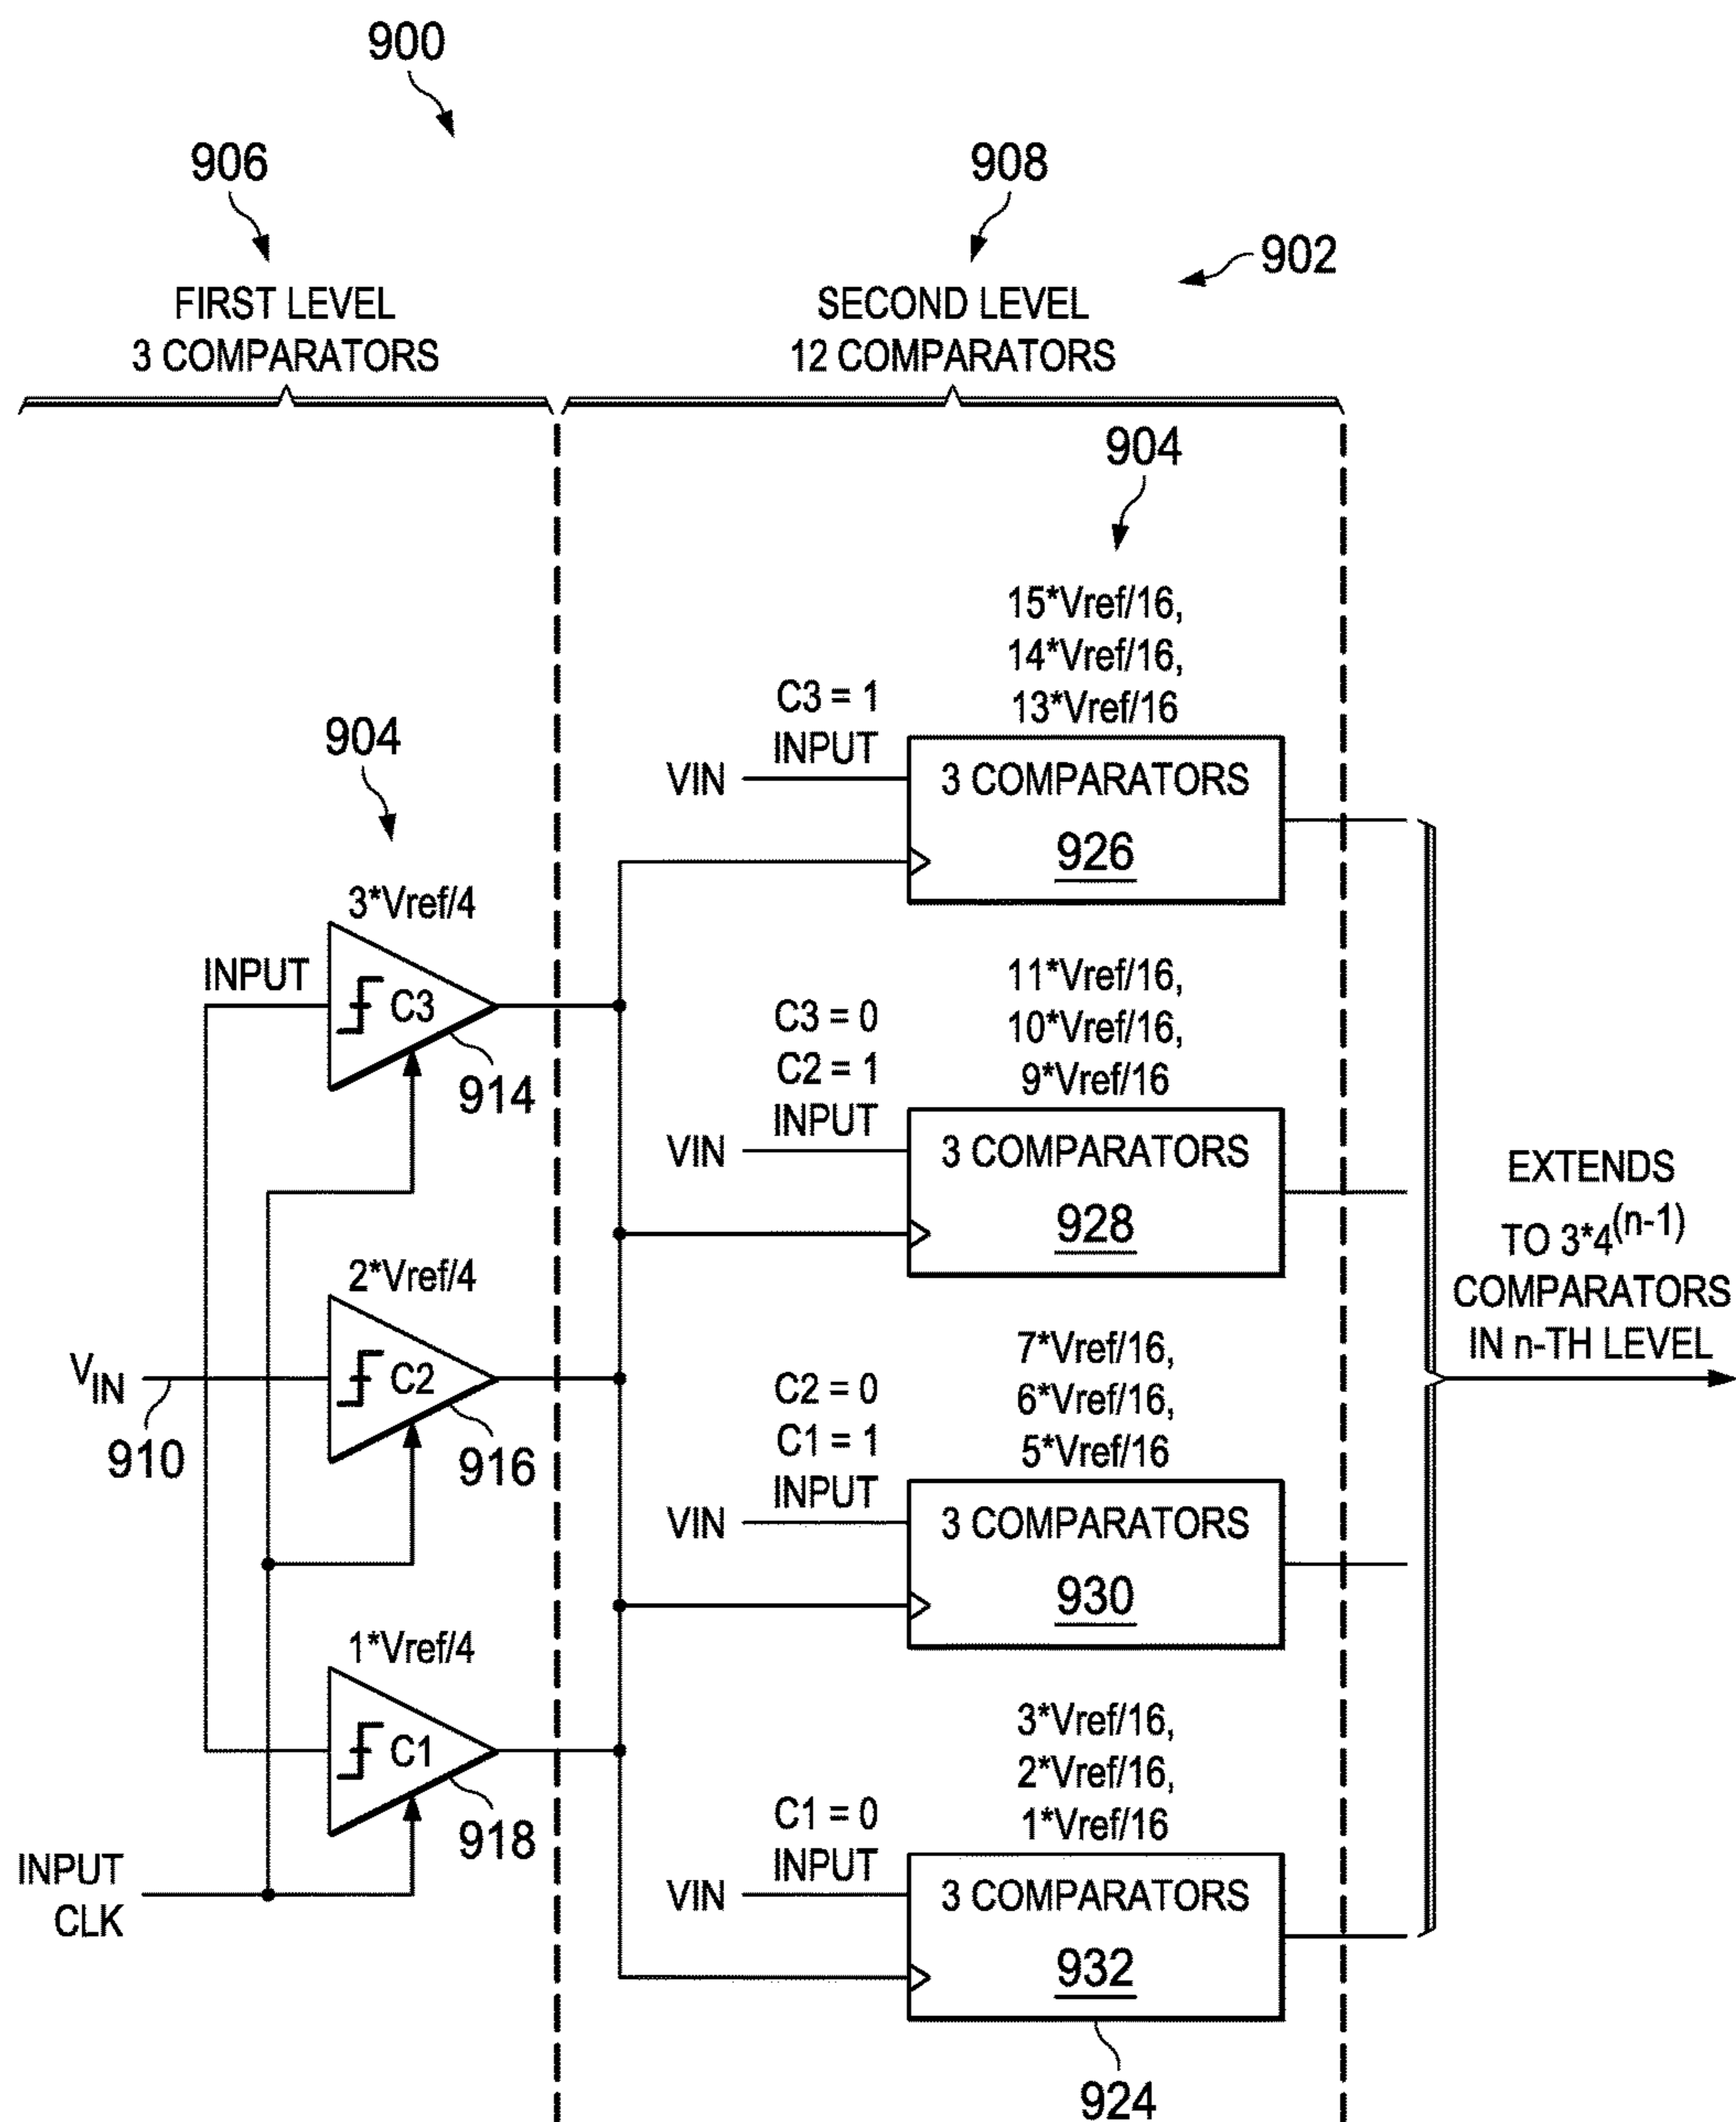 900
906
908
902
FIRST LEVEL
3 COMPARATORS
SECOND LEVEL
12 COMPARATORS
904
15*Vref/16,
14*Vref/16,
13*Vref/16
C3 = 1
INPUT
VIN
3 COMPARATORS
926
904
3*Vref/4
INPUT
C3
914
11*Vref/16,
10*Vref/16,
9*Vref/16
C3 = 0
C2 = 1
INPUT
VIN
3 COMPARATORS
928
2*Vref/4
VIN
910
C2
916
7*Vref/16,
6*Vref/16,
5*Vref/16
C2 = 0
C1 = 1
INPUT
VIN
3 COMPARATORS
930
1*Vref/4
C1
918
INPUT
CLK
3*Vref/16,
2*Vref/16,
1*Vref/16
C1 = 0
INPUT
VIN
3 COMPARATORS
932
924
EXTENDS
TO 3*4(n-1)
COMPARATORS
IN n-TH LEVEL